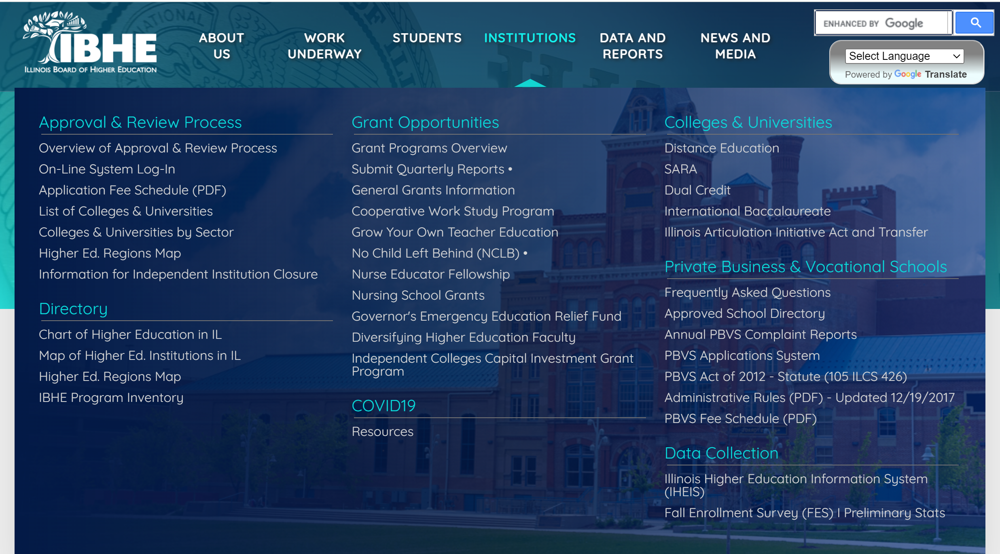 IBHE
ILLINOIS BOARD OF HIGHER EDUCATION
ABOUT
US
WORK
UNDERWAY
STUDENTS
INSTITUTIONS
DATA AND
REPORTS
NEWS AND
MEDIA
ENHANCED BY Google
Select Language
Powered by Google Translate
Approval & Review Process
Overview of Approval & Review Process
On-Line System Log-In
Application Fee Schedule (PDF)
List of Colleges & Universities
Colleges & Universities by Sector
Higher Ed. Regions Map
Information for Independent Institution Closure
Directory
Chart of Higher Education in IL
Map of Higher Ed. Institutions in IL
Higher Ed. Regions Map
IBHE Program Inventory
Grant Opportunities
Grant Programs Overview
Submit Quarterly Reports •
General Grants Information
Cooperative Work Study Program
Grow Your Own Teacher Education
No Child Left Behind (NCLB) •
Nurse Educator Fellowship
Nursing School Grants
Governor's Emergency Education Relief Fund
Diversifying Higher Education Faculty
Independent Colleges Capital Investment Grant
Program
COVID19
Resources
Colleges & Universities
Distance Education
SARA
Dual Credit
International Baccalaureate
Illinois Articulation Initiative Act and Transfer
Private Business & Vocational Schools
Frequently Asked Questions
Approved School Directory
Annual PBVS Complaint Reports
PBVS Applications System
PBVS Act of 2012 - Statute (105 ILCS 426)
Administrative Rules (PDF) - Updated 12/19/2017
PBVS Fee Schedule (PDF)
Data Collection
Illinois Higher Education Information System
(IHEIS)
Fall Enrollment Survey (FES) I Preliminary Stats